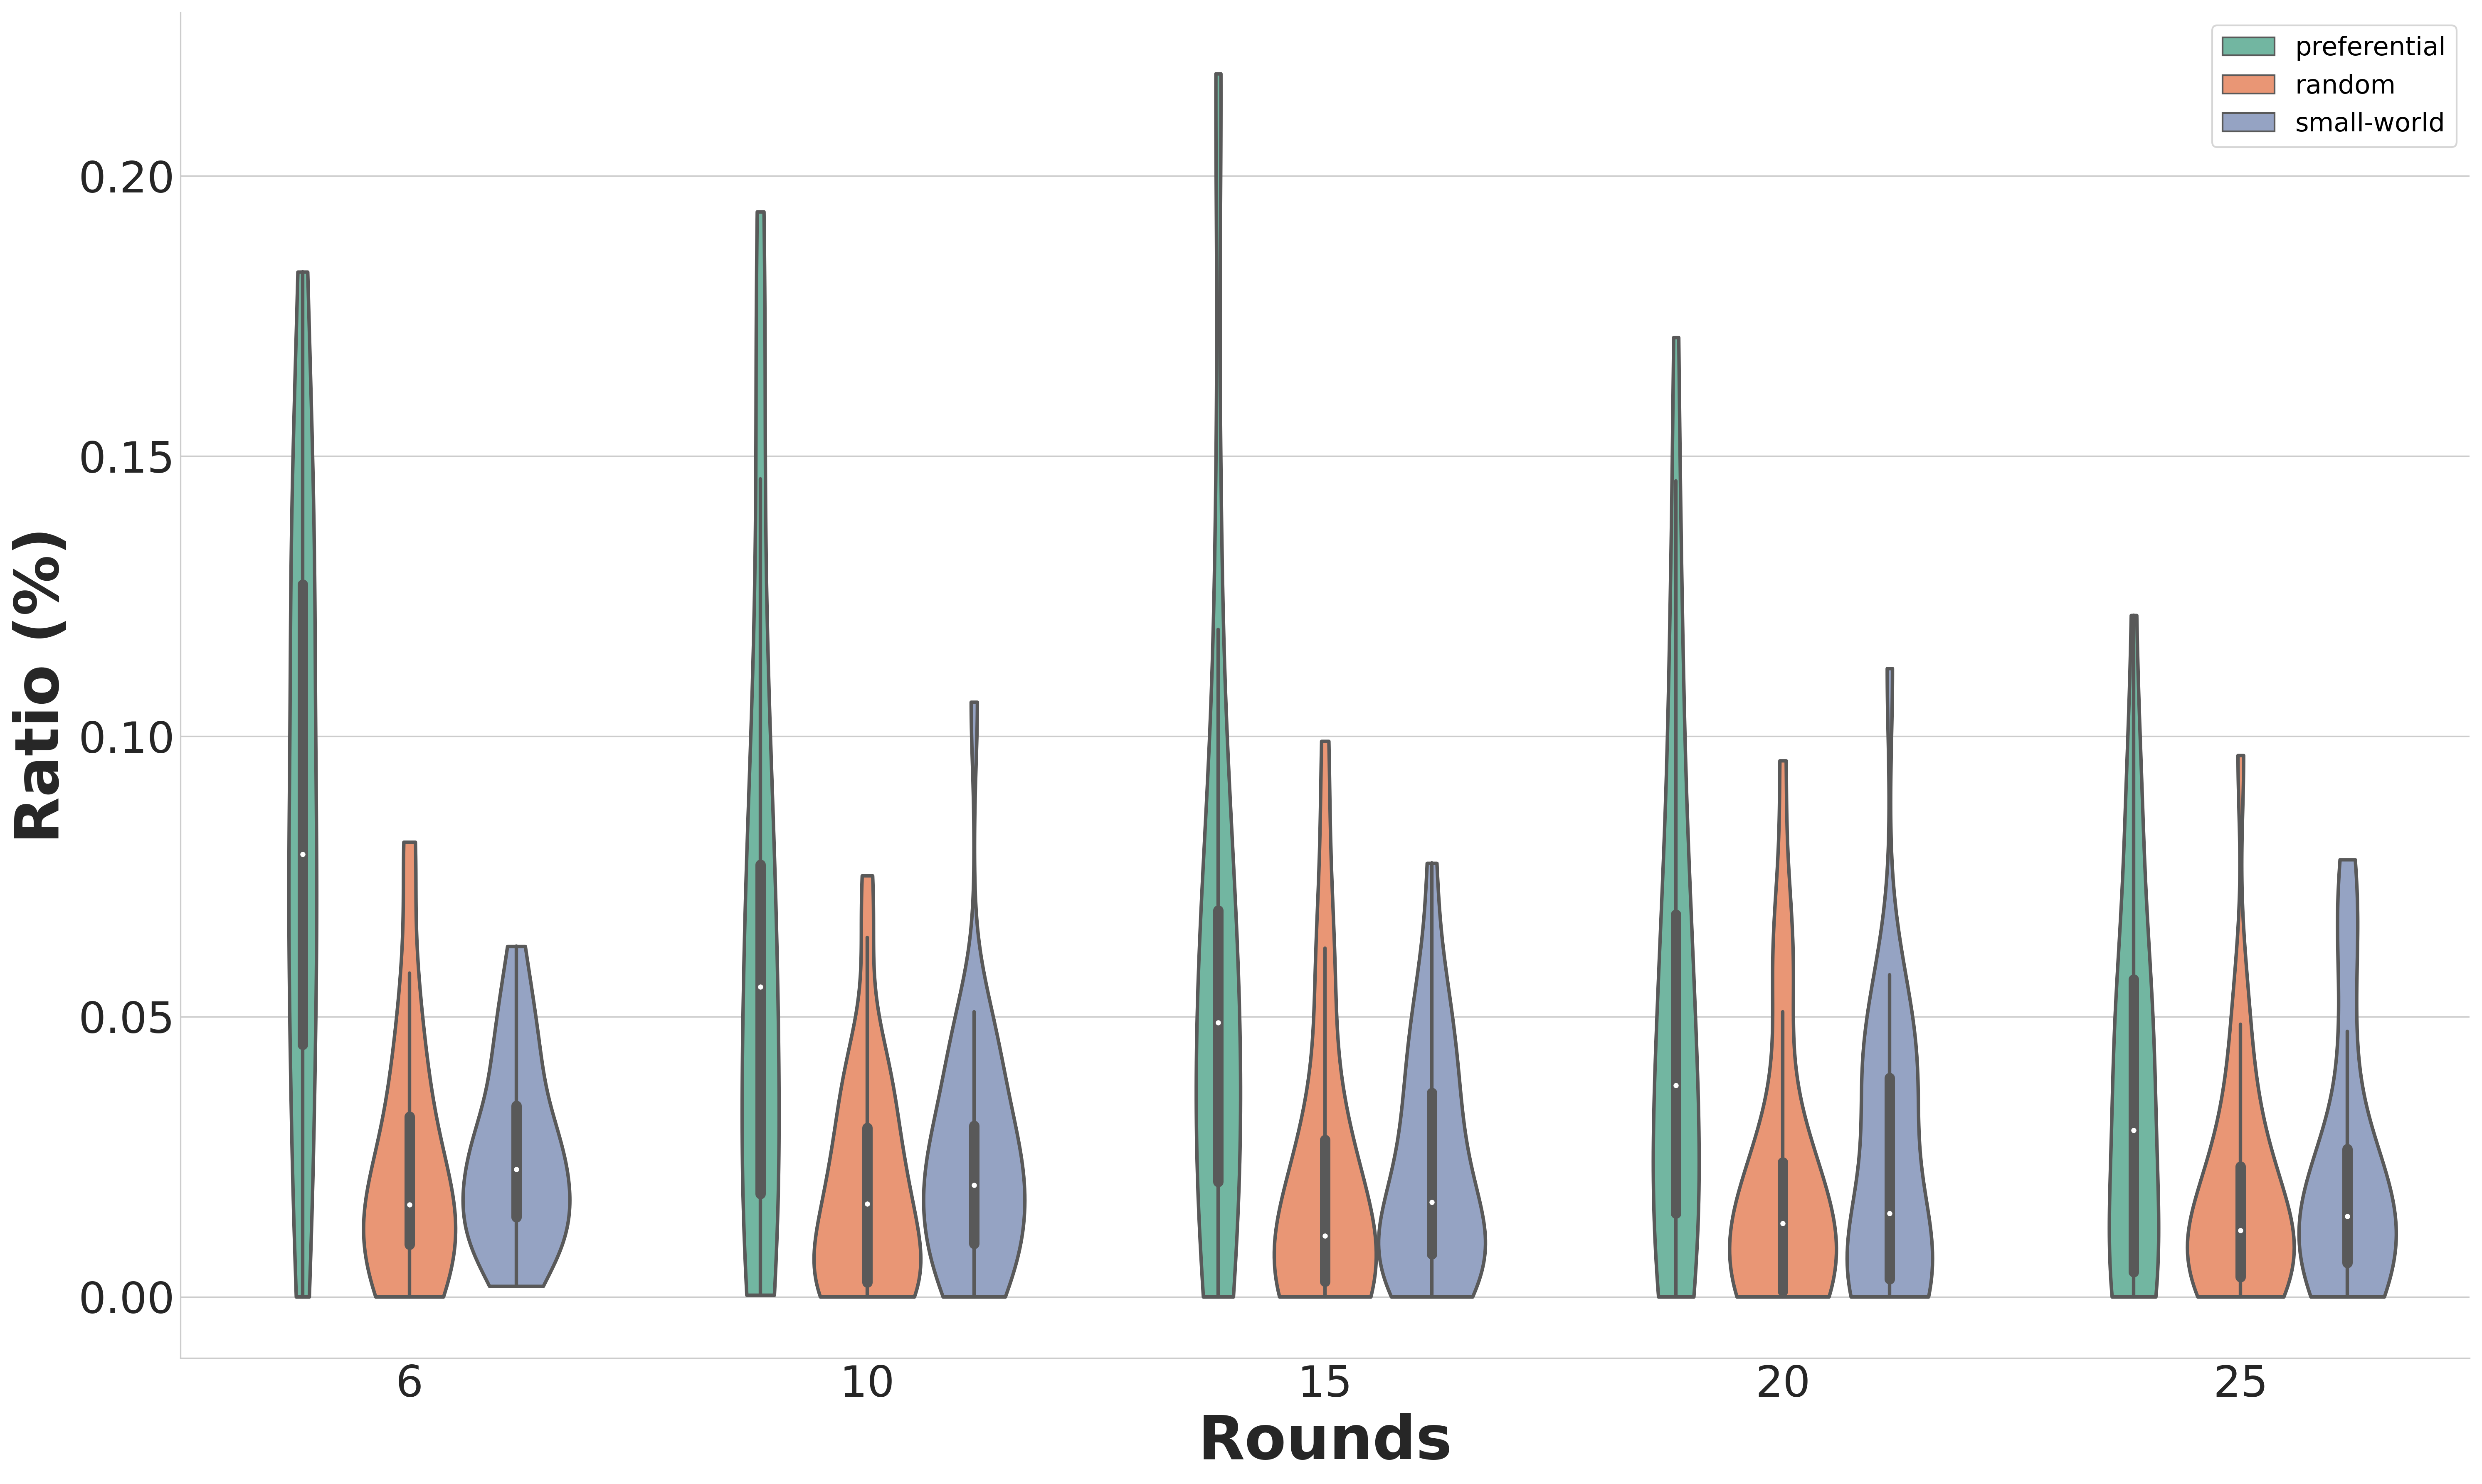 preferential
random
small-world
Ratio (%)
0.20
0.15
0.10
0.05
0.00
6 10 15 20 25
Rounds